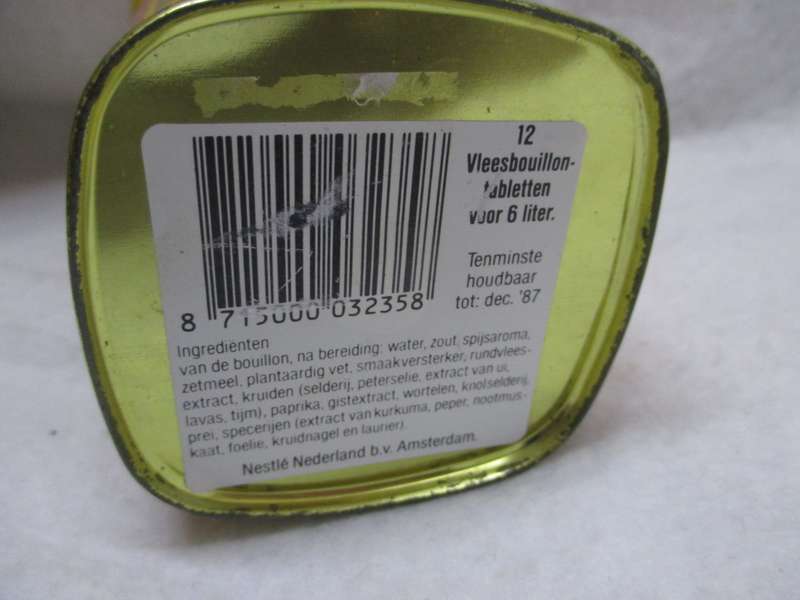 12
Vleesbouillon-
tabletten
voor 6 liter.
Tenminste
houdbaar
tot: dec. '87
8 715000 032358
Ingrediënten
van de bouillon, na bereiding: water, zout, spijsaroma,
zetmeel, plantaardig vet, smaakversterker, rundvlees-
extract, kruiden (selderij, peterselie, extract van ui,
lavas, tijm), paprika, gistextract, wortelen, knolselderij,
prei, specerijen (extract van kurkuma, peper, nootmus-
kaat, foelie, kruidnagel en laurier).
Nestlé Nederland b.v. Amsterdam.